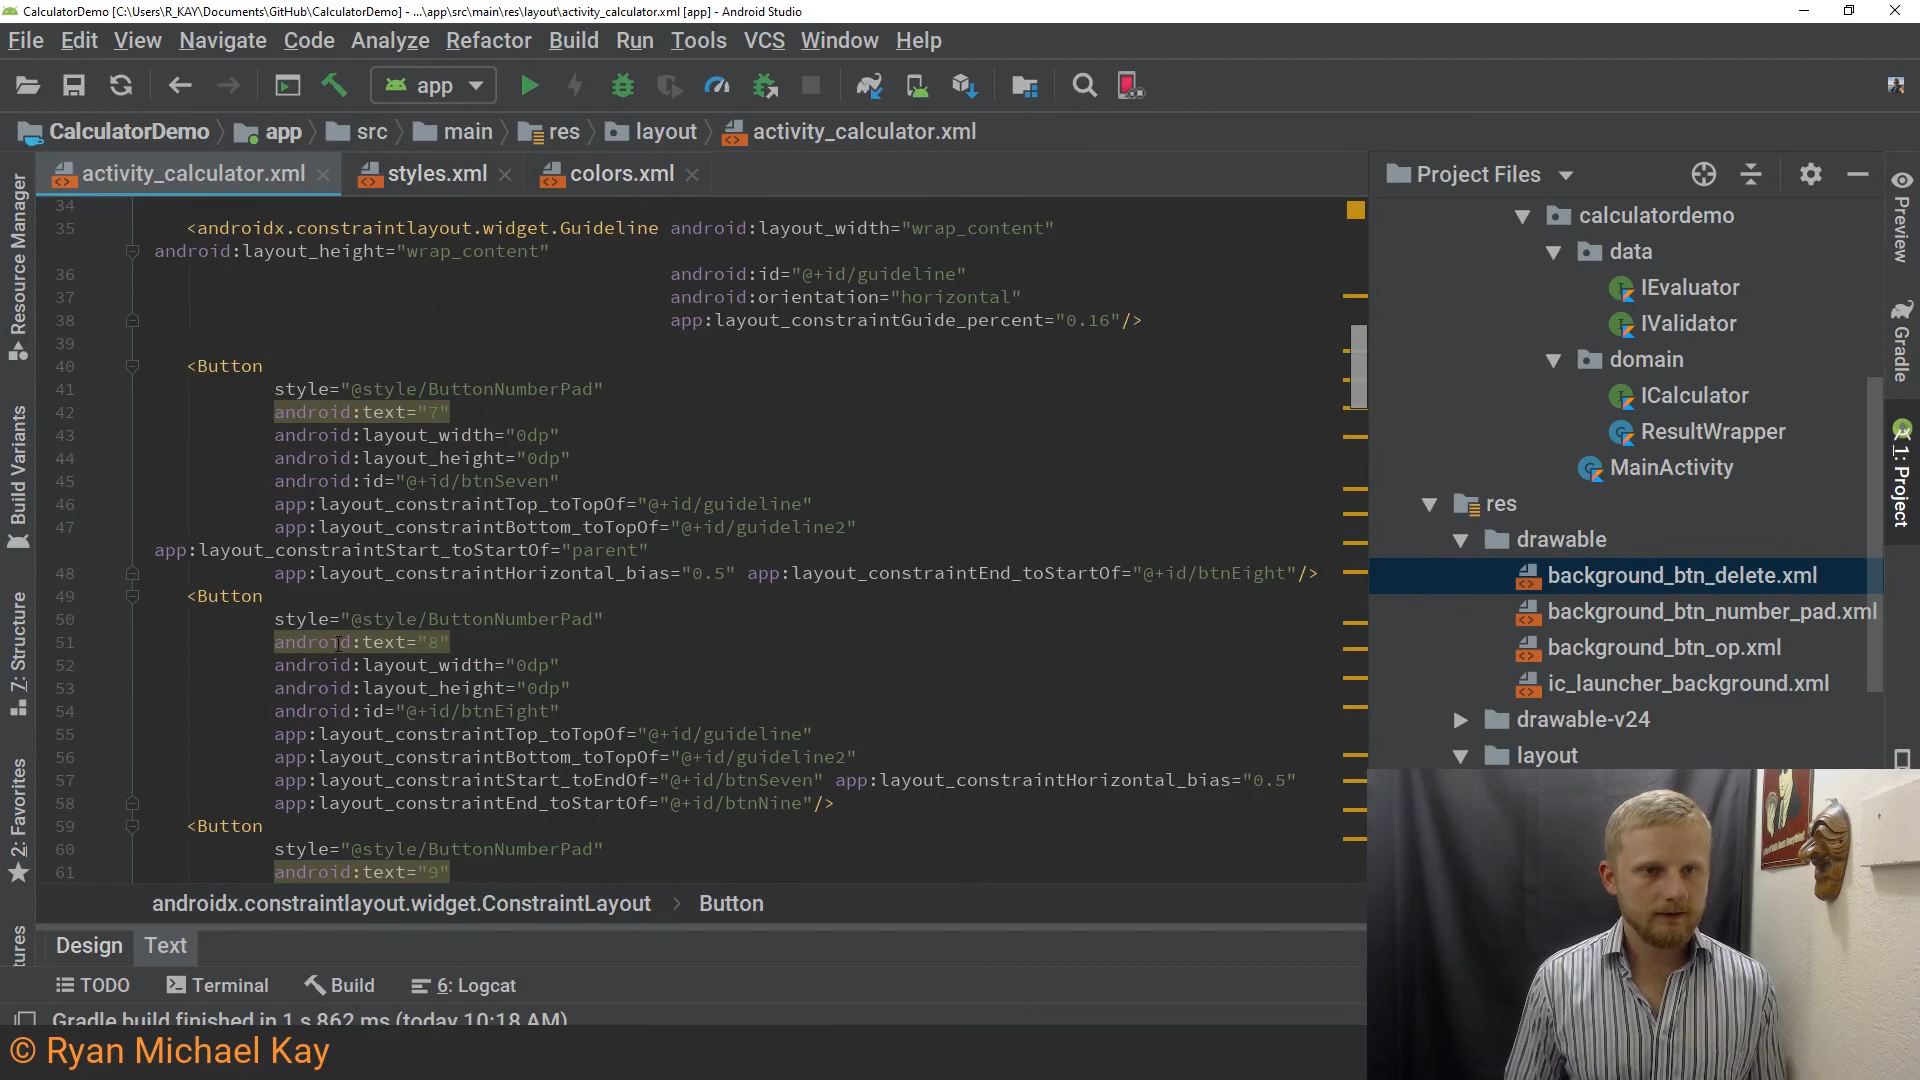 CalculatorDemo [C:\Users\R_KAY\Documents\GitHub\CalculatorDemo] - ...\app\src\main\res\layout\activity_calculator.xml [app] - Android Studio
File Edit View Navigate Code Analyze Refactor Build Run Tools VCS Window Help
app
CalculatorDemo app src main res layout activity_calculator.xml
activity_calculator.xml styles.xml colors.xml
34
35 <androidx.constraintlayout.widget.Guideline android:layout_width="wrap_content"
android:layout_height="wrap_content"
36 android:id="@+id/guideline"
37 android:orientation="horizontal"
38 app:layout_constraintGuide_percent="0.16"/>
39
40 <Button
41 style="@style/ButtonNumberPad"
42 android:text="7"
43 android:layout_width="0dp"
44 android:layout_height="0dp"
45 android:id="@+id/btnSeven"
46 app:layout_constraintTop_toTopOf="@+id/guideline"
47 app:layout_constraintBottom_toTopOf="@+id/guideline2"
app:layout_constraintStart_toStartOf="parent"
48 app:layout_constraintHorizontal_bias="0.5" app:layout_constraintEnd_toStartOf="@+id/btnEight"/>
49 <Button
50 style="@style/ButtonNumberPad"
51 android:text="8"
52 android:layout_width="0dp"
53 android:layout_height="0dp"
54 android:id="@+id/btnEight"
55 app:layout_constraintTop_toTopOf="@+id/guideline"
56 app:layout_constraintBottom_toTopOf="@+id/guideline2"
57 app:layout_constraintStart_toEndOf="@+id/btnSeven" app:layout_constraintHorizontal_bias="0.5"
58 app:layout_constraintEnd_toStartOf="@+id/btnNine"/>
59 <Button
60 style="@style/ButtonNumberPad"
61 android:text="9"
androidx.constraintlayout.widget.ConstraintLayout > Button
Design Text
TODO Terminal Build 6: Logcat
Gradle build finished in 1 s 862 ms (today 10:18 AM)
© Ryan Michael Kay
Resource Manager
Build Variants
7: Structure
2: Favorites
tures
Project Files
calculatordemo
data
IEvaluator
IValidator
domain
ICalculator
ResultWrapper
MainActivity
res
drawable
background_btn_delete.xml
background_btn_number_pad.xml
background_btn_op.xml
ic_launcher_background.xml
drawable-v24
layout
Preview
Gradle
1: Project